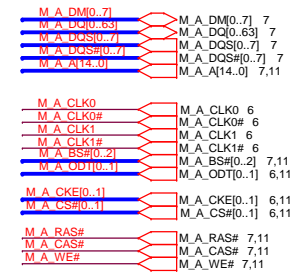 M_A_DM[0..7] M_A_DM[0..7] 7
M_A_DQ[0..63] M_A_DQ[0..63] 7
M_A_DQS[0..7] M_A_DQS[0..7] 7
M_A_DQS#[0..7] M_A_DQS#[0..7] 7
M_A_A[14..0] M_A_A[14..0] 7,11
M_A_CLK0 M_A_CLK0 6
M_A_CLK0# M_A_CLK0# 6
M_A_CLK1 M_A_CLK1 6
M_A_CLK1# M_A_CLK1# 6
M_A_BS#[0..2] M_A_BS#[0..2] 7,11
M_A_ODT[0..1] M_A_ODT[0..1] 6,11
M_A_CKE[0..1] M_A_CKE[0..1] 6,11
M_A_CS#[0..1] M_A_CS#[0..1] 6,11
M_A_RAS# M_A_RAS# 7,11
M_A_CAS# M_A_CAS# 7,11
M_A_WE# M_A_WE# 7,11